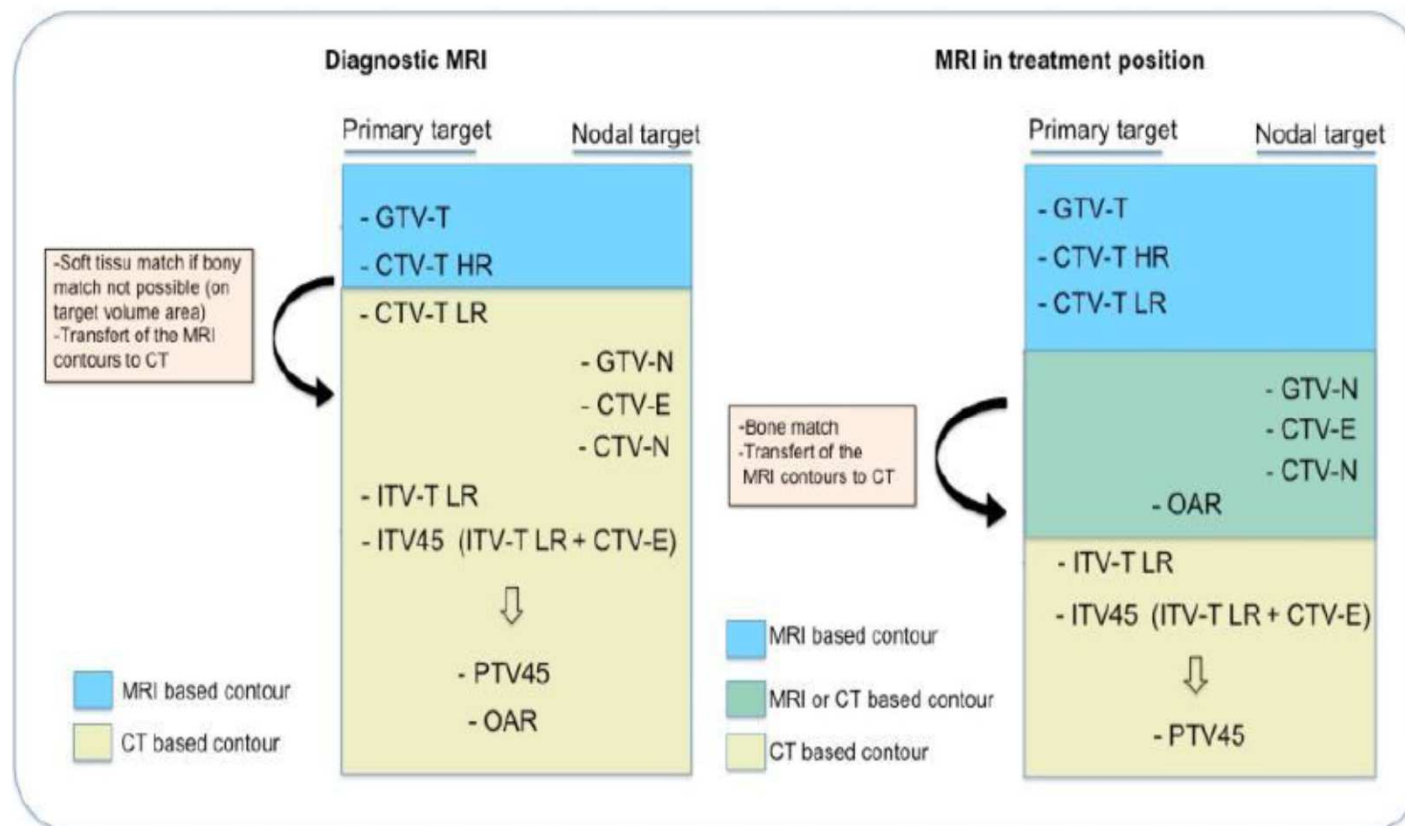 Diagnostic MRI
Primary target
Nodal target
- GTV-T
- CTV-T HR
- CTV-T LR
- GTV-N
- CTV-E
- CTV-N
- ITV-T LR
- ITV45 (ITV-T LR + CTV-E)
- PTV45
- OAR
-Soft tissu match if bony
match not possible (on
target volume area)
-Transfert of the MRI
contours to CT
MRI based contour
CT based contour
MRI in treatment position
Primary target
Nodal target
- GTV-T
- CTV-T HR
- CTV-T LR
- GTV-N
- CTV-E
- CTV-N
- OAR
- ITV-T LR
- ITV45 (ITV-T LR + CTV-E)
- PTV45
-Bone match
-Transfert of the
MRI contours to CT
MRI based contour
MRI or CT based contour
CT based contour